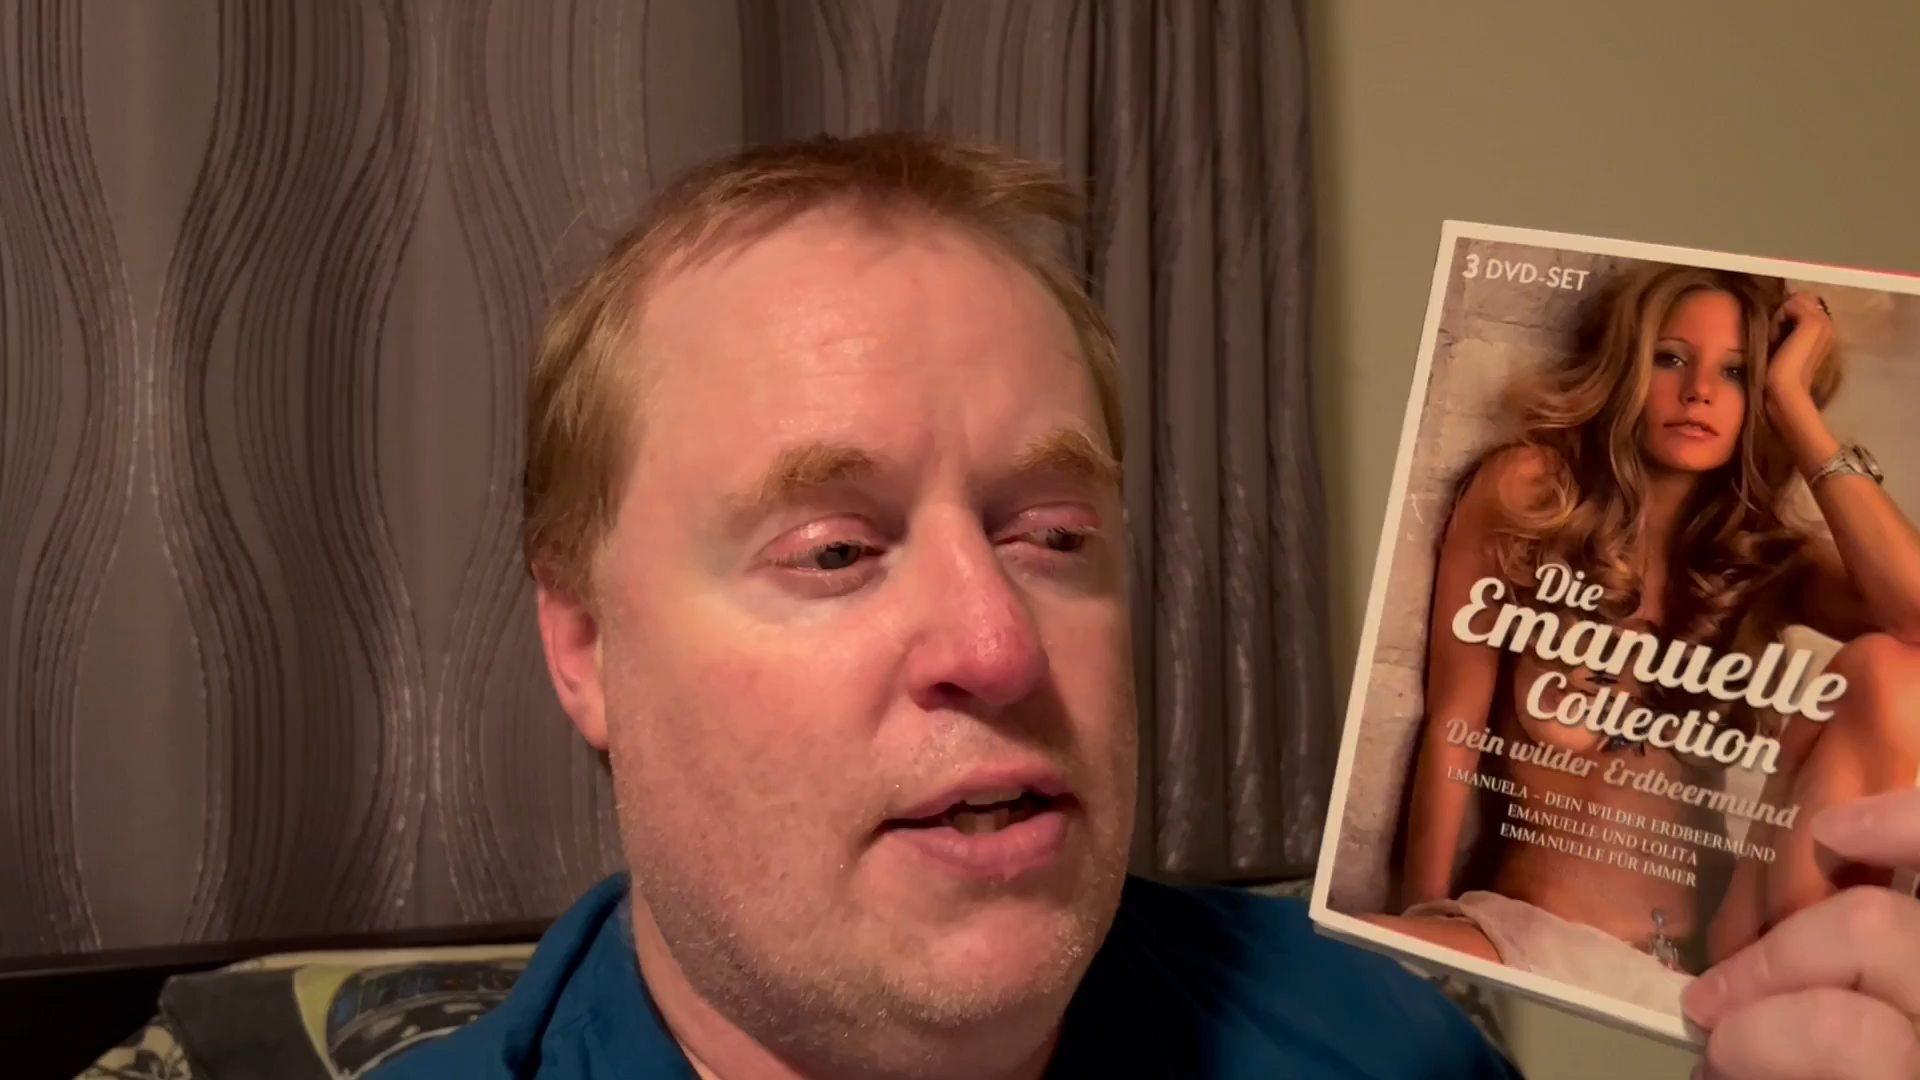 3 DVD-SET
Die
Emanuelle
Collection
Dein wilder Erdbeermund
EMANUELA - DEIN WILDER ERDBEERMUND
EMANUELLE UND LOLITA
EMMANUELLE FÜR IMMER